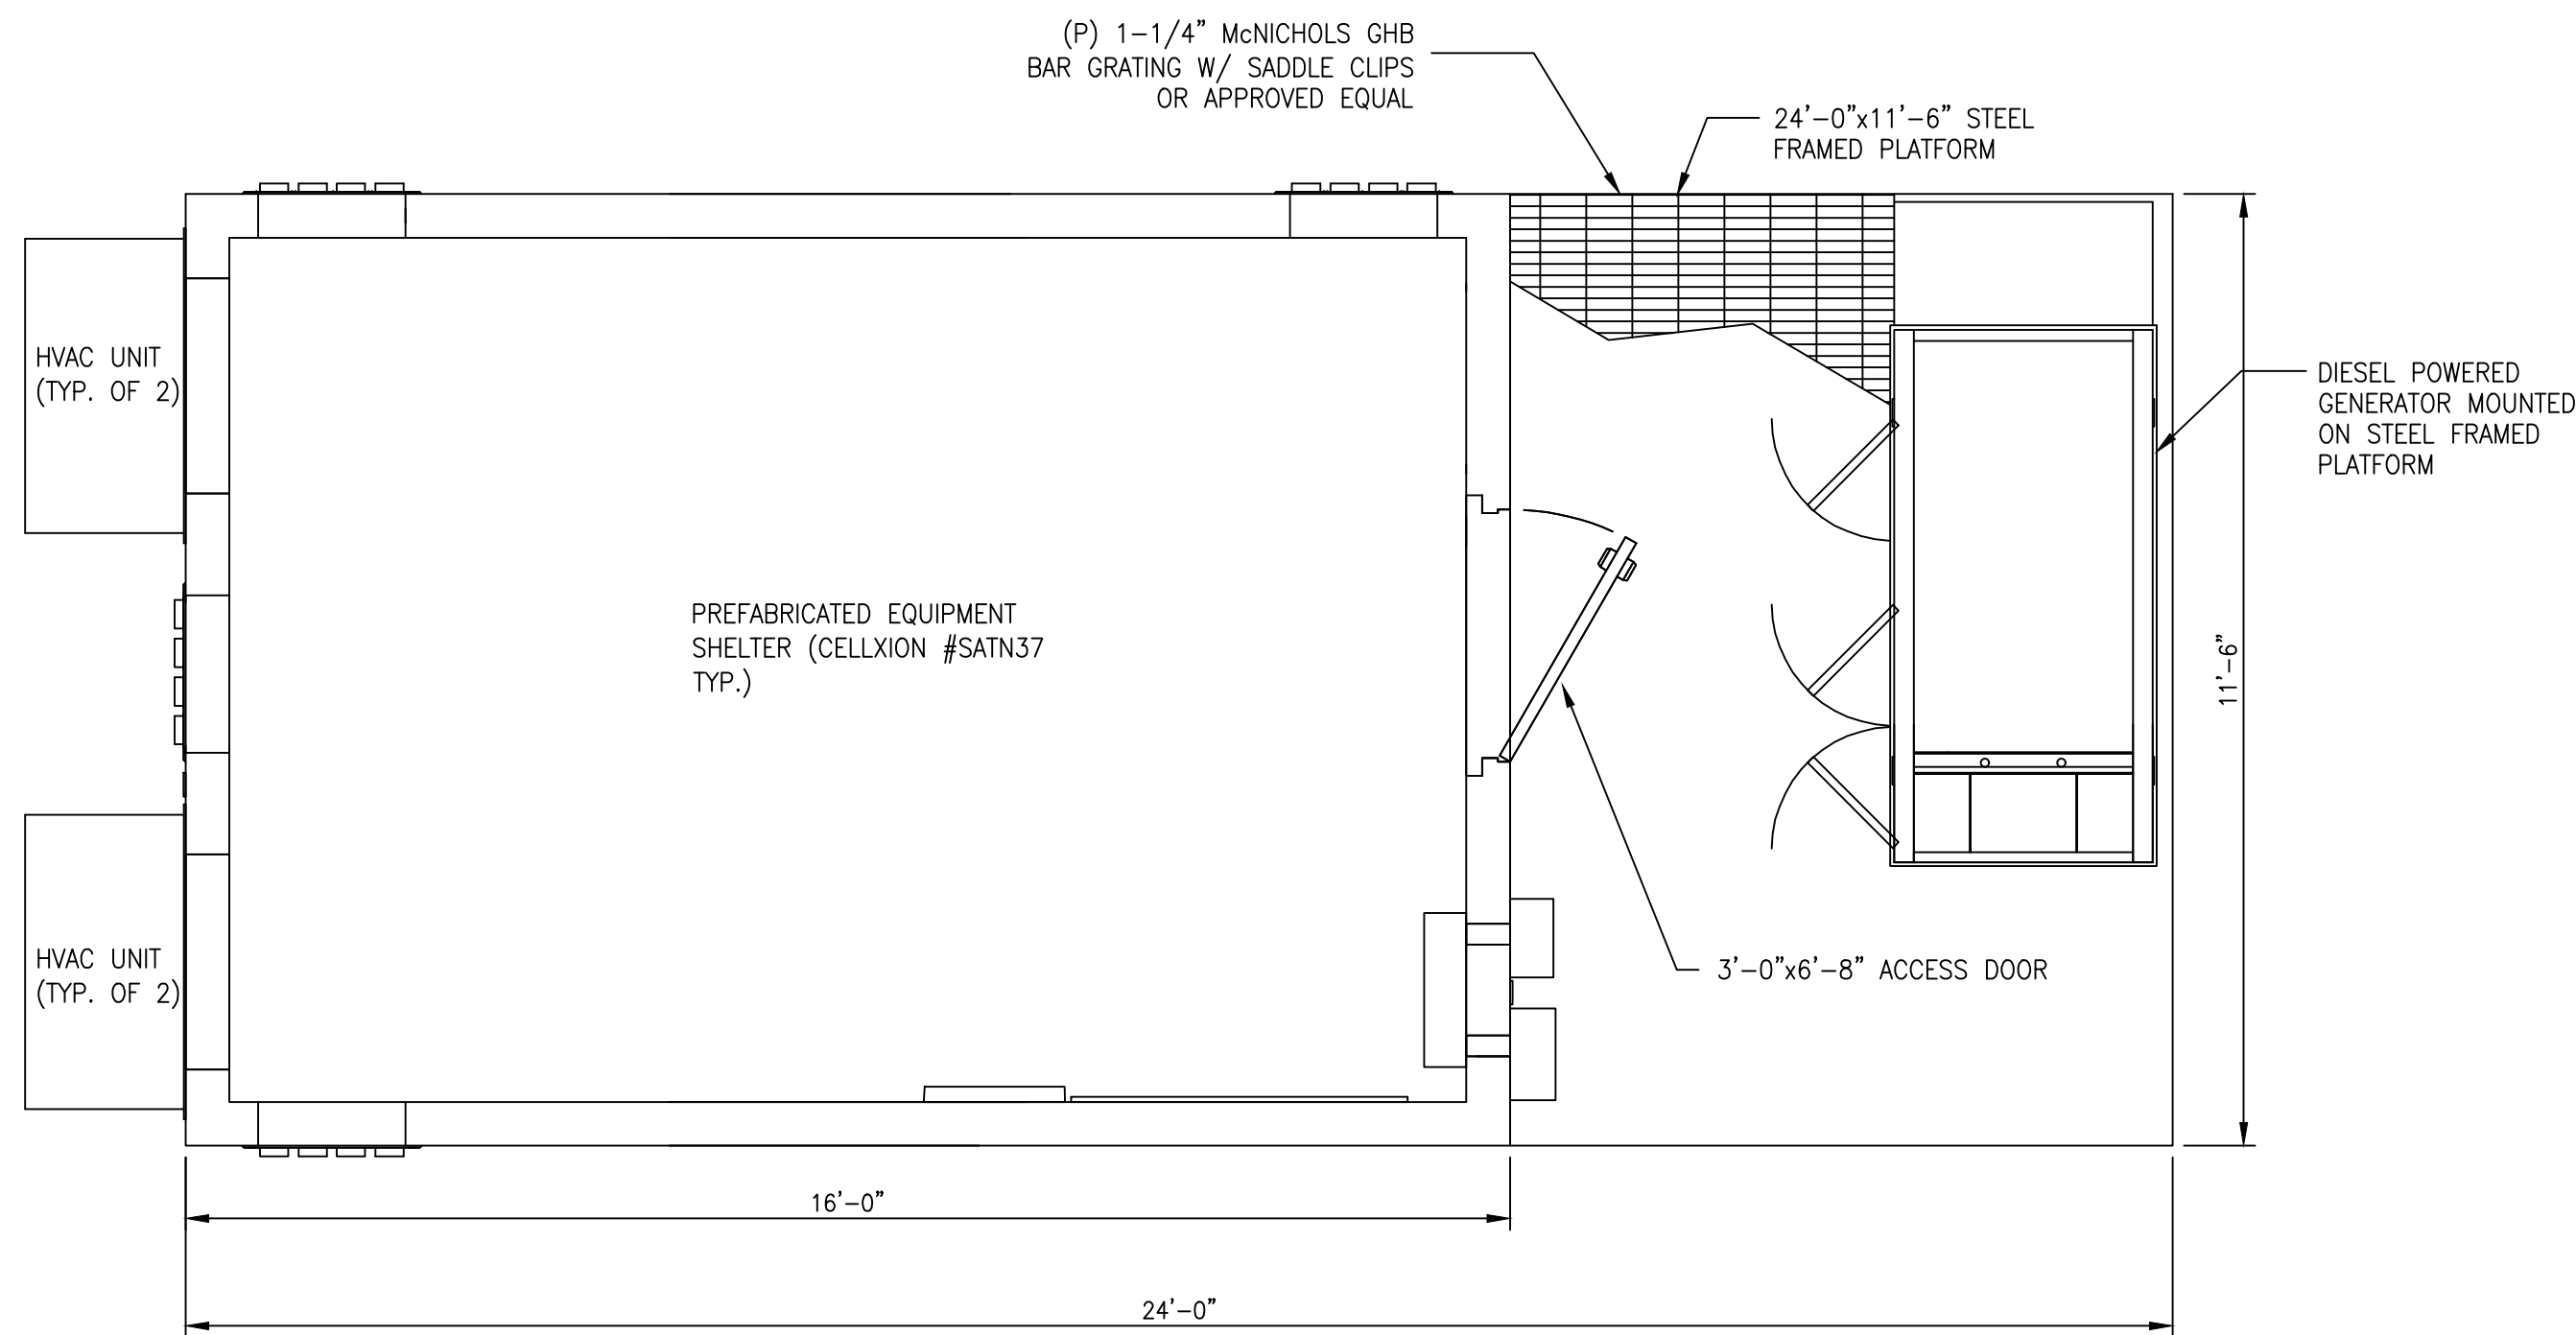 (P) 1-1/4" McNICHOLS GHB
BAR GRATING W/ SADDLE CLIPS
OR APPROVED EQUAL
24'-0"x11'-6" STEEL
FRAMED PLATFORM
HVAC UNIT
(TYP. OF 2)
DIESEL POWERED
GENERATOR MOUNTED
ON STEEL FRAMED
PLATFORM
PREFABRICATED EQUIPMENT
SHELTER (CELLXION #SATN37
TYP.)
11'-6"
HVAC UNIT
(TYP. OF 2)
3'-0"x6'-8" ACCESS DOOR
16'-0"
24'-0"